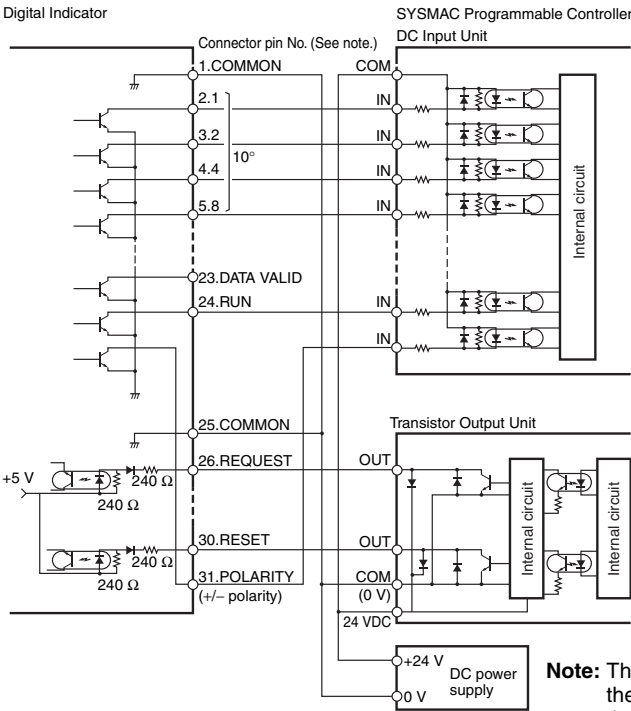 Digital Indicator
SYSMAC Programmable Controller
DC Input Unit
Connector pin No. (See note.)
1.COMMON
COM
2.1
IN
3.2
IN
10°
4.4
IN
5.8
IN
Internal circuit
23.DATA VALID
24.RUN
IN
IN
25.COMMON
Transistor Output Unit
26.REQUEST
OUT
+5 V
240 Ω
240 Ω
Internal circuit
Internal circuit
30.RESET
OUT
240 Ω
240 Ω
31.POLARITY
(+/− polarity)
COM
(0 V)
24 VDC
+24 V
DC power
supply
0 V
Note: Th
the